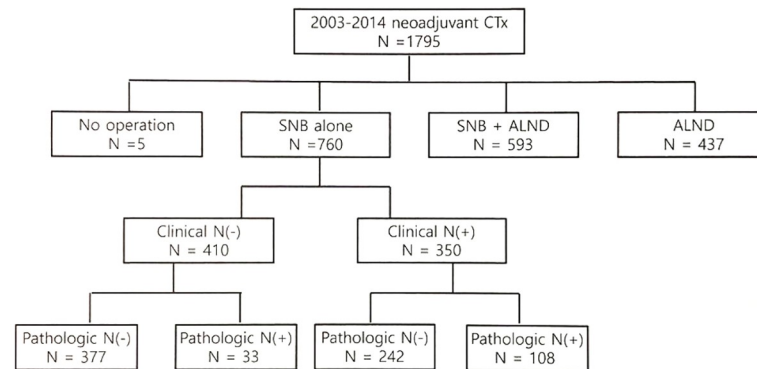 2003-2014 neoadjuvant CTx
N =1795
No operation
N =5
SNB alone
N =760
SNB + ALND
N = 593
ALND
N = 437
Clinical N(-)
N = 410
Clinical N(+)
N = 350
Pathologic N(-)
N = 377
Pathologic N(+)
N = 33
Pathologic N(-)
N = 242
Pathologic N(+)
N = 108